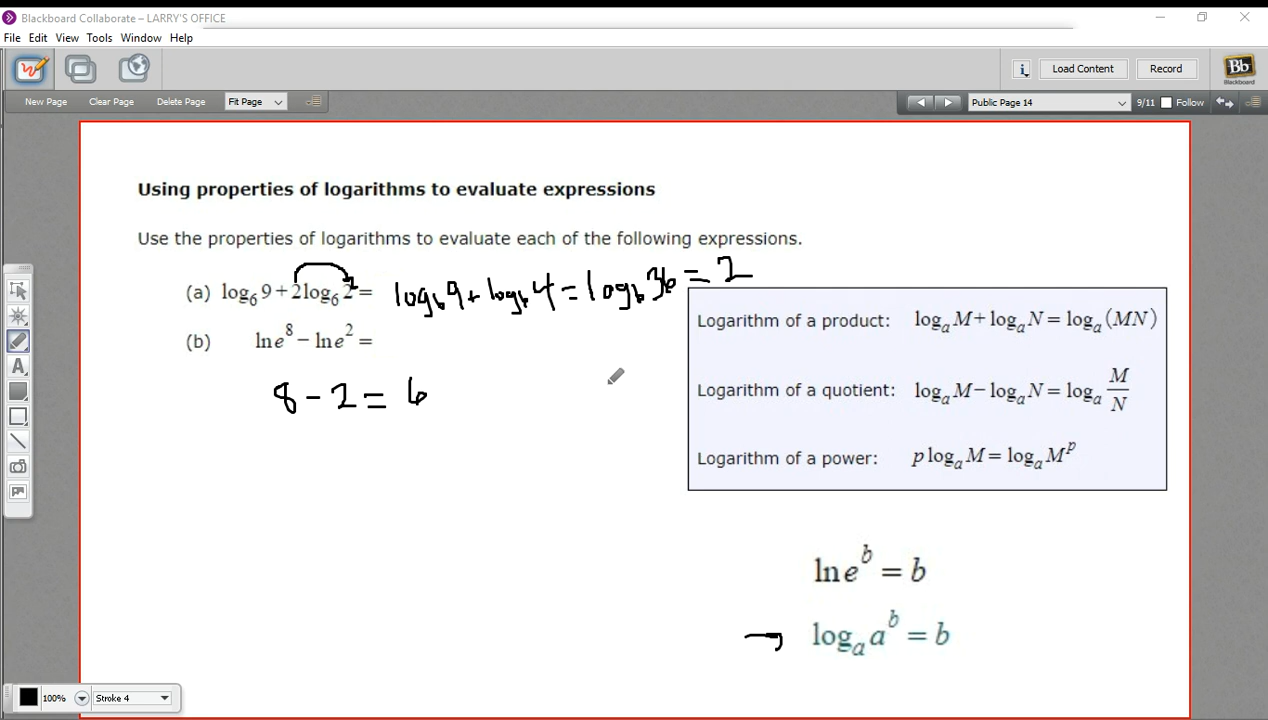 Blackboard Collaborate – LARRY'S OFFICE
File Edit View Tools Window Help
Load Content Record Bb Blackboard
New Page Clear Page Delete Page Fit Page Public Page 14 9/11 Follow
Using properties of logarithms to evaluate expressions
Use the properties of logarithms to evaluate each of the following expressions.
(a) log₆ 9 + 2 log₆ 2² = log₆ 9 + log₆ 4 = log₆ 36 = 2
(b) ln e⁸ − ln e² =
8 − 2 = 6
Logarithm of a product: logₐ M + logₐ N = logₐ (MN)
Logarithm of a quotient: logₐ M − logₐ N = logₐ M/N
Logarithm of a power: p logₐ M = logₐ Mᵖ
ln eᵇ = b
→ logₐ aᵇ = b
A
100% Stroke 4